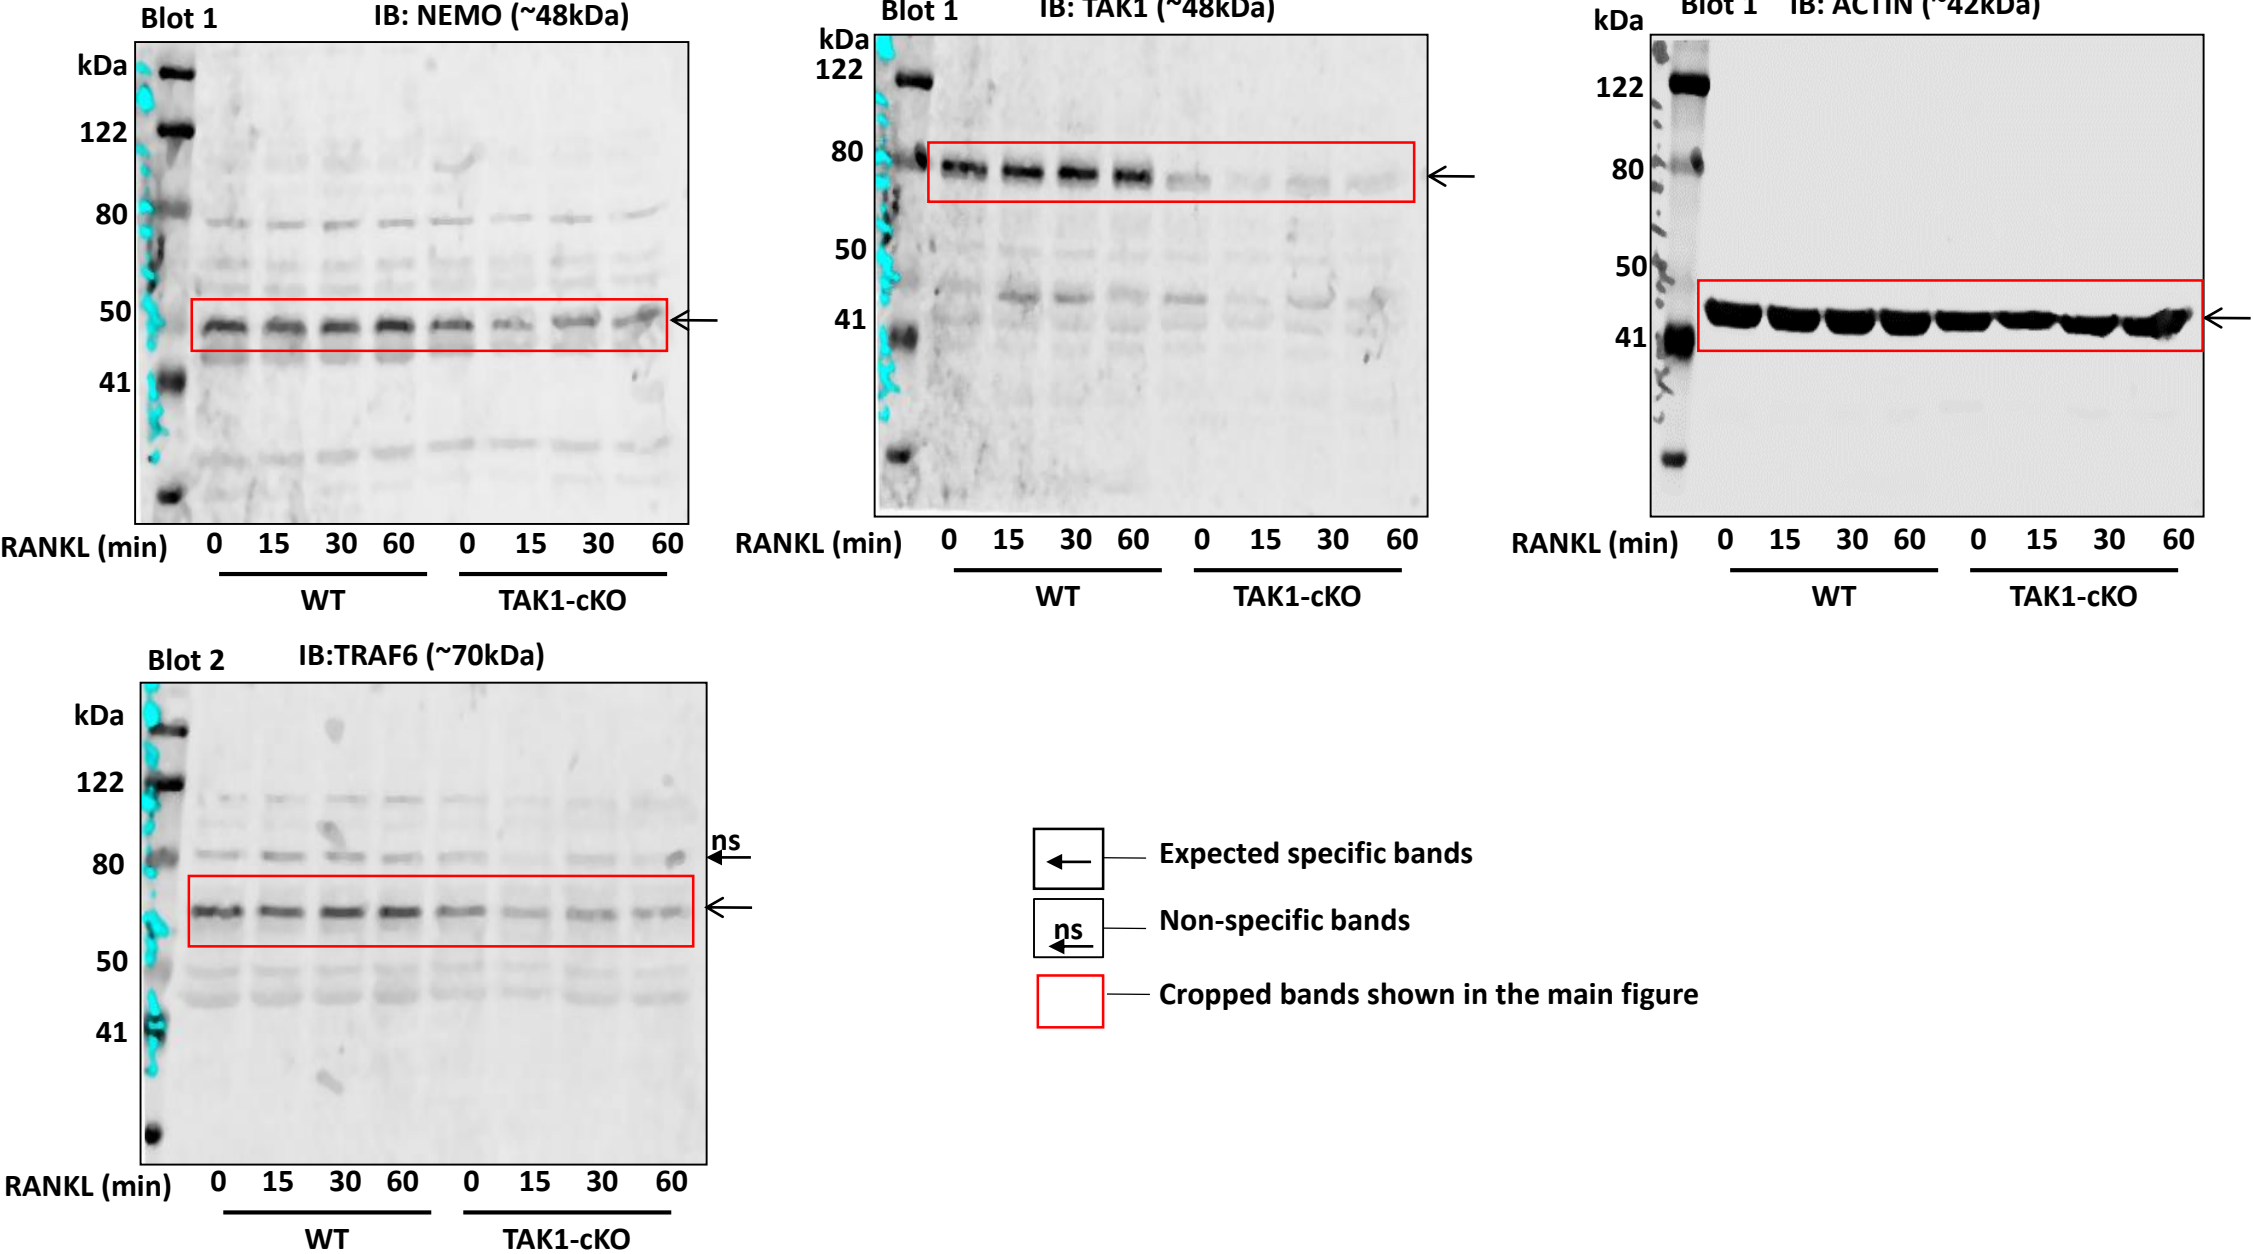 Blot 1 IB: NEMO (~48kDa)
kDa
122
80
50
41
RANKL (min) 0 15 30 60 0 15 30 60
WT TAK1-cKO
Blot 1 IB: TAK1 (~48kDa)
kDa
122
80
50
41
RANKL (min) 0 15 30 60 0 15 30 60
WT TAK1-cKO
Blot 1 IB: ACTIN (~42kDa)
kDa
122
80
50
41
RANKL (min) 0 15 30 60 0 15 30 60
WT TAK1-cKO
Blot 2 IB:TRAF6 (~70kDa)
kDa
122
ns
80
50
41
RANKL (min) 0 15 30 60 0 15 30 60
WT TAK1-cKO
Expected specific bands
ns Non-specific bands
Cropped bands shown in the main figure